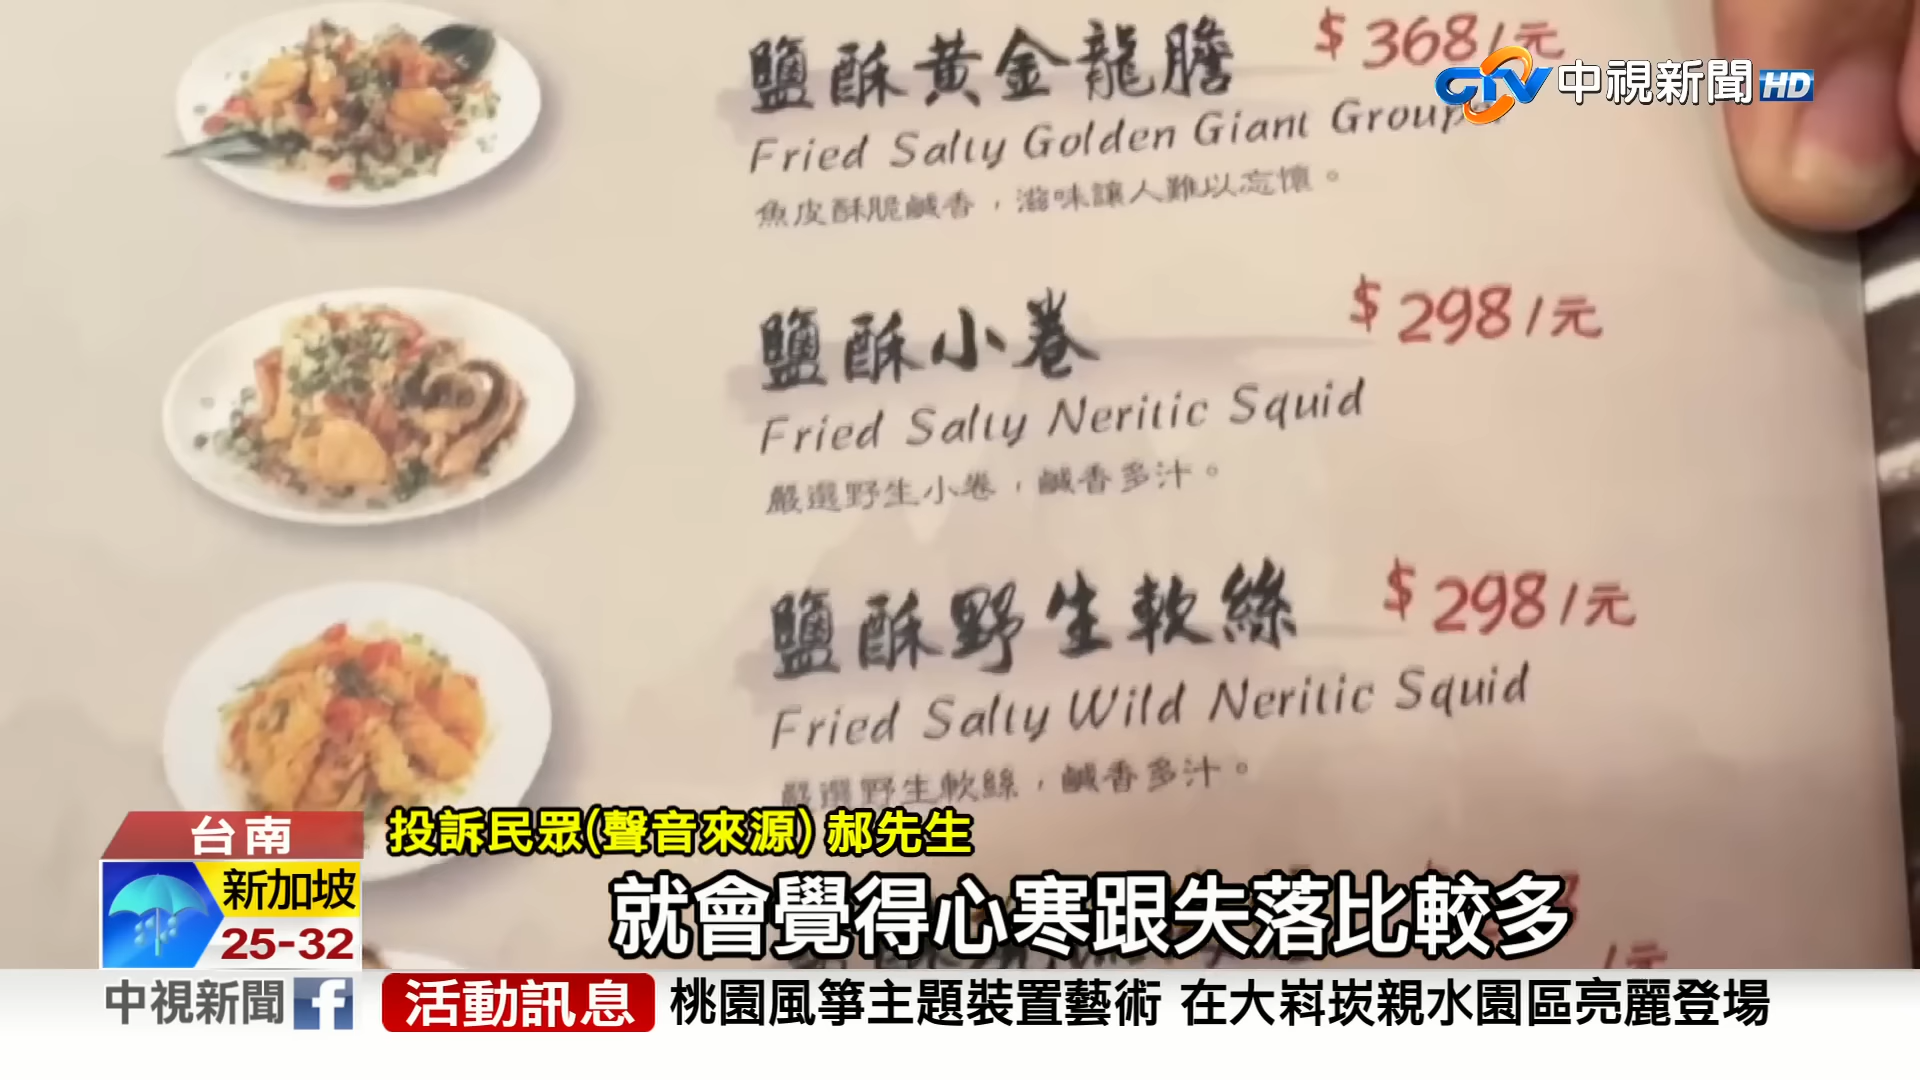 鹽酥黃金龍膽
$368/元
CTV中視新聞HD
Fried Salty Golden Giant Grouper
魚皮酥脆鹹香，滋味讓人難以忘懷。
鹽酥小卷
$298/元
Fried Salty Neritic Squid
嚴選野生小卷，鹹香多汁。
鹽酥野生軟絲
$298/元
Fried Salty Wild Neritic Squid
嚴選野生軟絲，鹹香多汁。
台南
投訴民眾(聲音來源) 郝先生
新加坡
25-32
就會覺得心寒跟失落比較多
/元
中視新聞 f
活動訊息
桃園風箏主題裝置藝術 在大嵙崁親水園區亮麗登場